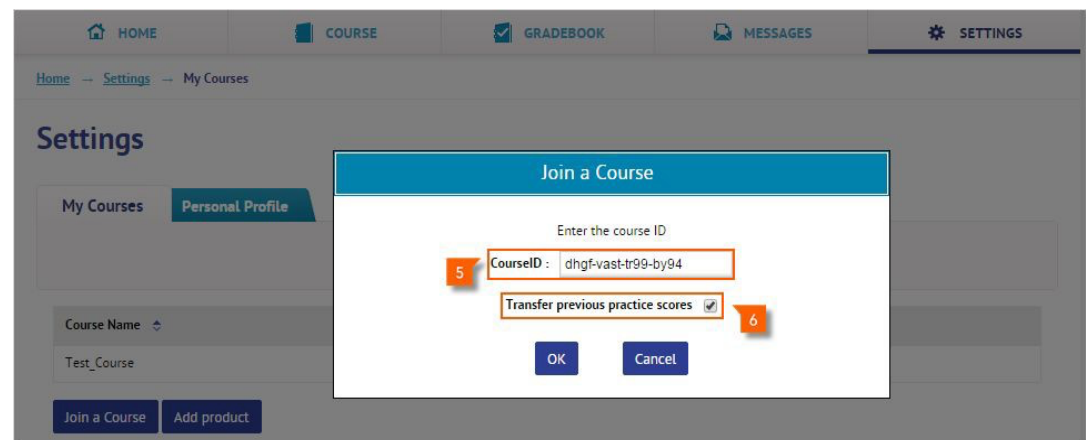 HOME COURSE GRADEBOOK MESSAGES SETTINGS
Home → Settings → My Courses
Settings
My Courses Personal Profile
Join a Course
Enter the course ID
5 CourseID : dhgf-vast-tr99-by94
Transfer previous practice scores 6
OK Cancel
Course Name
Test_Course
Join a Course Add product